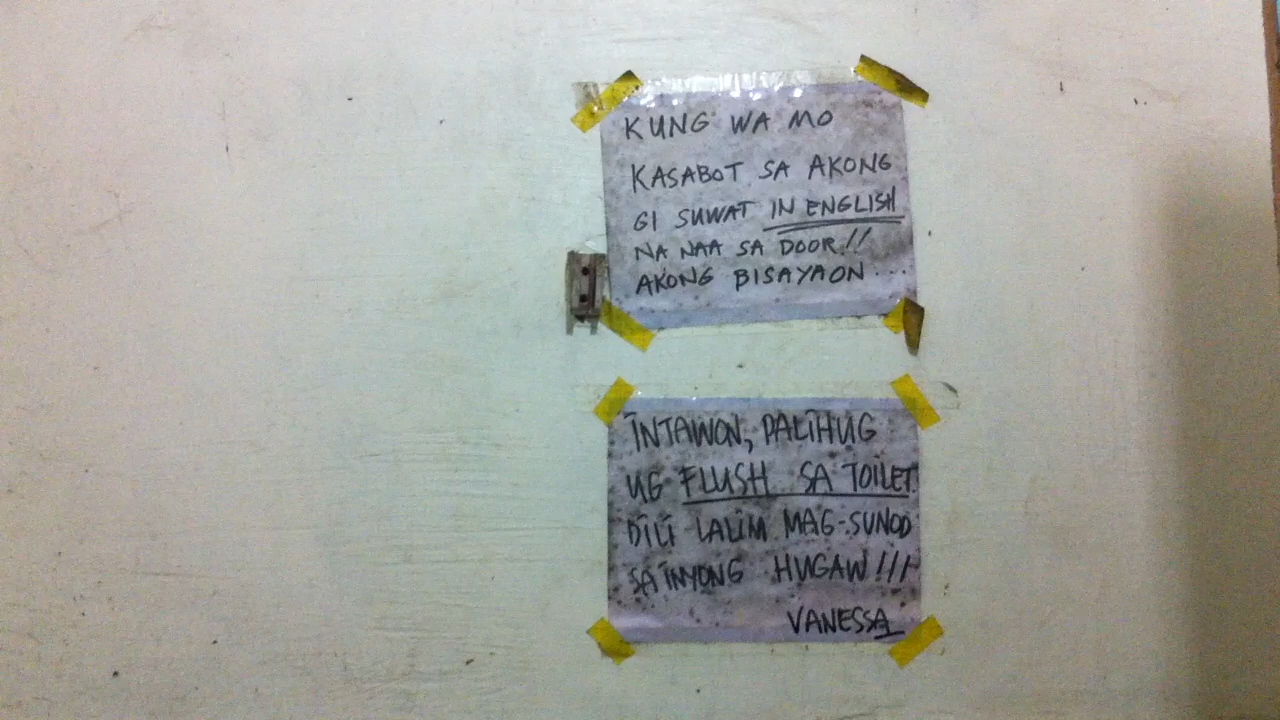 KUNG WA MO
KASABOT SA AKONG
GI SUWAT IN ENGLISH
NA NAA SA DOOR!!
AKONG BISAYAON...
INTAWON, PALIHUG
UG FLUSH SA TOILET.
DILI LALIM MAG-SUNOD
SA INYONG HUGAW!!!
VANESSA